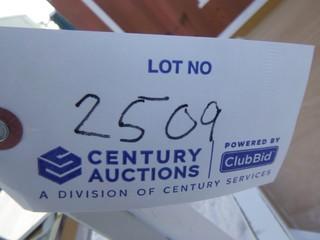 LOT NO
2509
CENTURY AUCTIONS
POWERED BY
ClubBid
A DIVISION OF CENTURY SERVICES